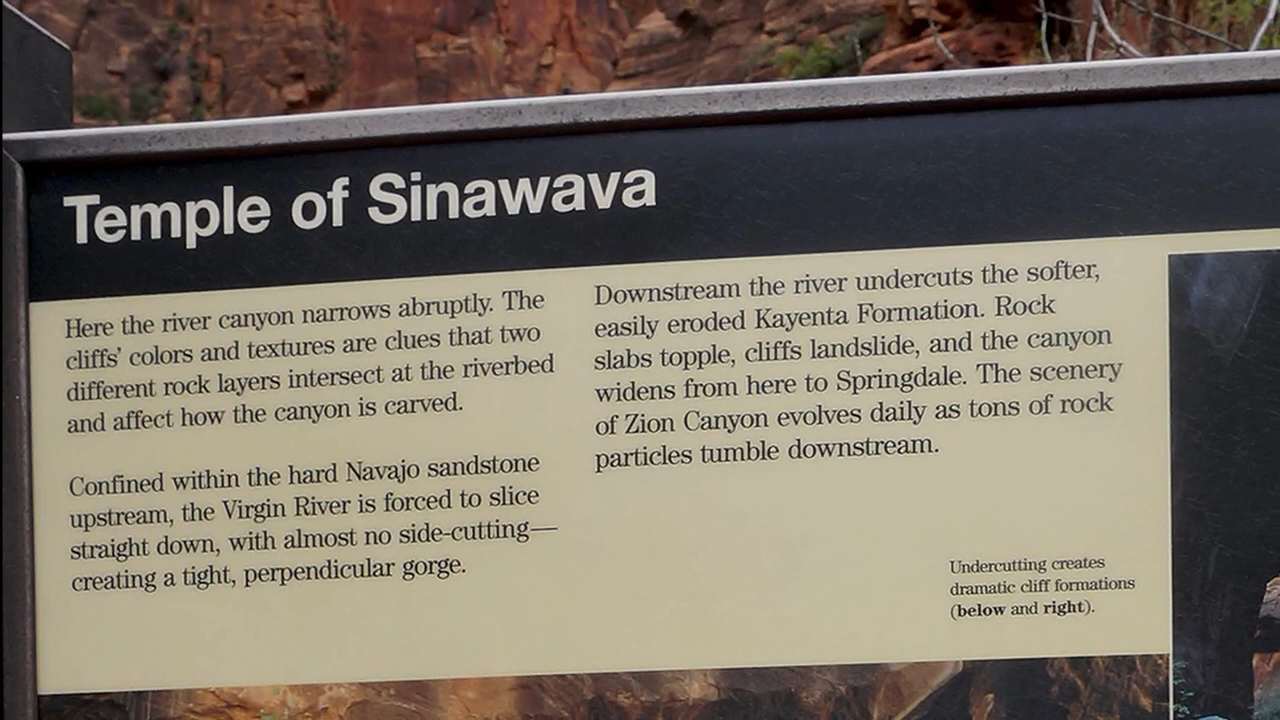 Temple of Sinawava
Here the river canyon narrows abruptly. The
cliffs' colors and textures are clues that two
different rock layers intersect at the riverbed
and affect how the canyon is carved.
Confined within the hard Navajo sandstone
upstream, the Virgin River is forced to slice
straight down, with almost no side-cutting—
creating a tight, perpendicular gorge.
Downstream the river undercuts the softer,
easily eroded Kayenta Formation. Rock
slabs topple, cliffs landslide, and the canyon
widens from here to Springdale. The scenery
of Zion Canyon evolves daily as tons of rock
particles tumble downstream.
Undercutting creates
dramatic cliff formations
(below and right).